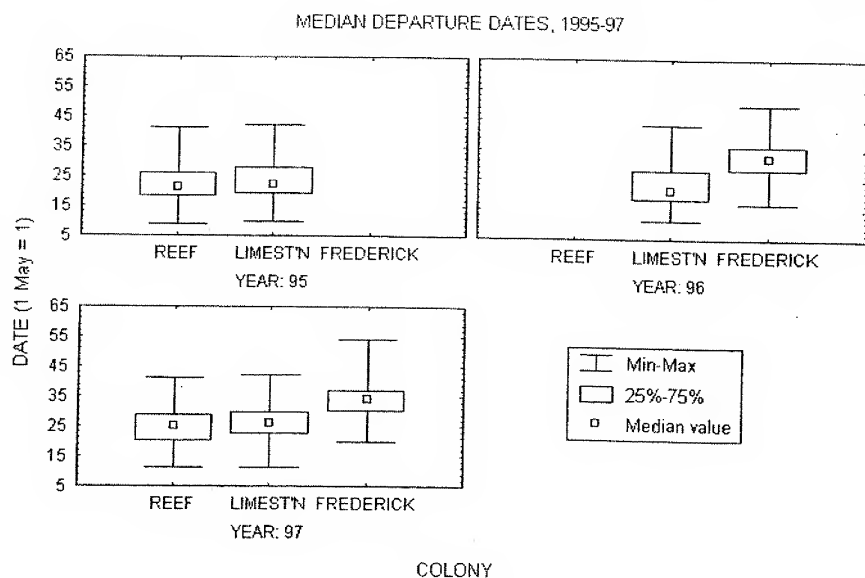 MEDIAN DEPARTURE DATES, 1995-97
65
55
45
35
25
15
5
REEF LIMEST'N FREDERICK
YEAR: 95
REEF LIMEST'N FREDERICK
YEAR: 96
DATE (1 May = 1)
65
55
45
35
25
15
5
REEF LIMEST'N FREDERICK
YEAR: 97
Min-Max
25%-75%
Median value
COLONY